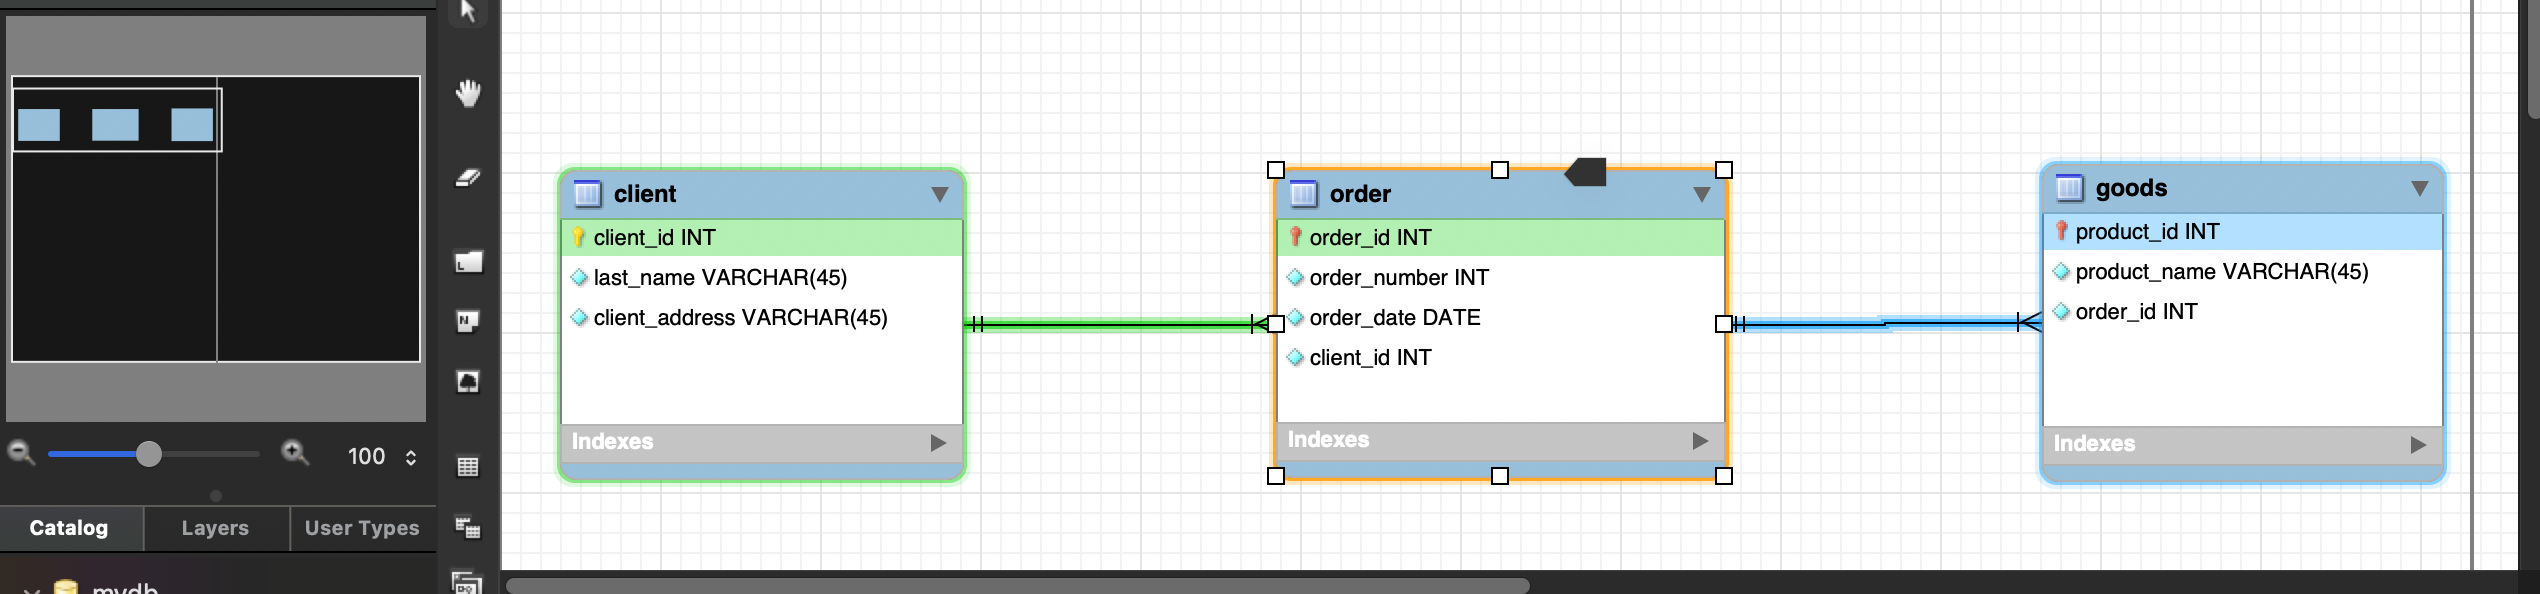 100
Catalog
Layers
User Types
mydb
client
client_id INT
last_name VARCHAR(45)
client_address VARCHAR(45)
Indexes
order
order_id INT
order_number INT
order_date DATE
client_id INT
Indexes
goods
product_id INT
product_name VARCHAR(45)
order_id INT
Indexes